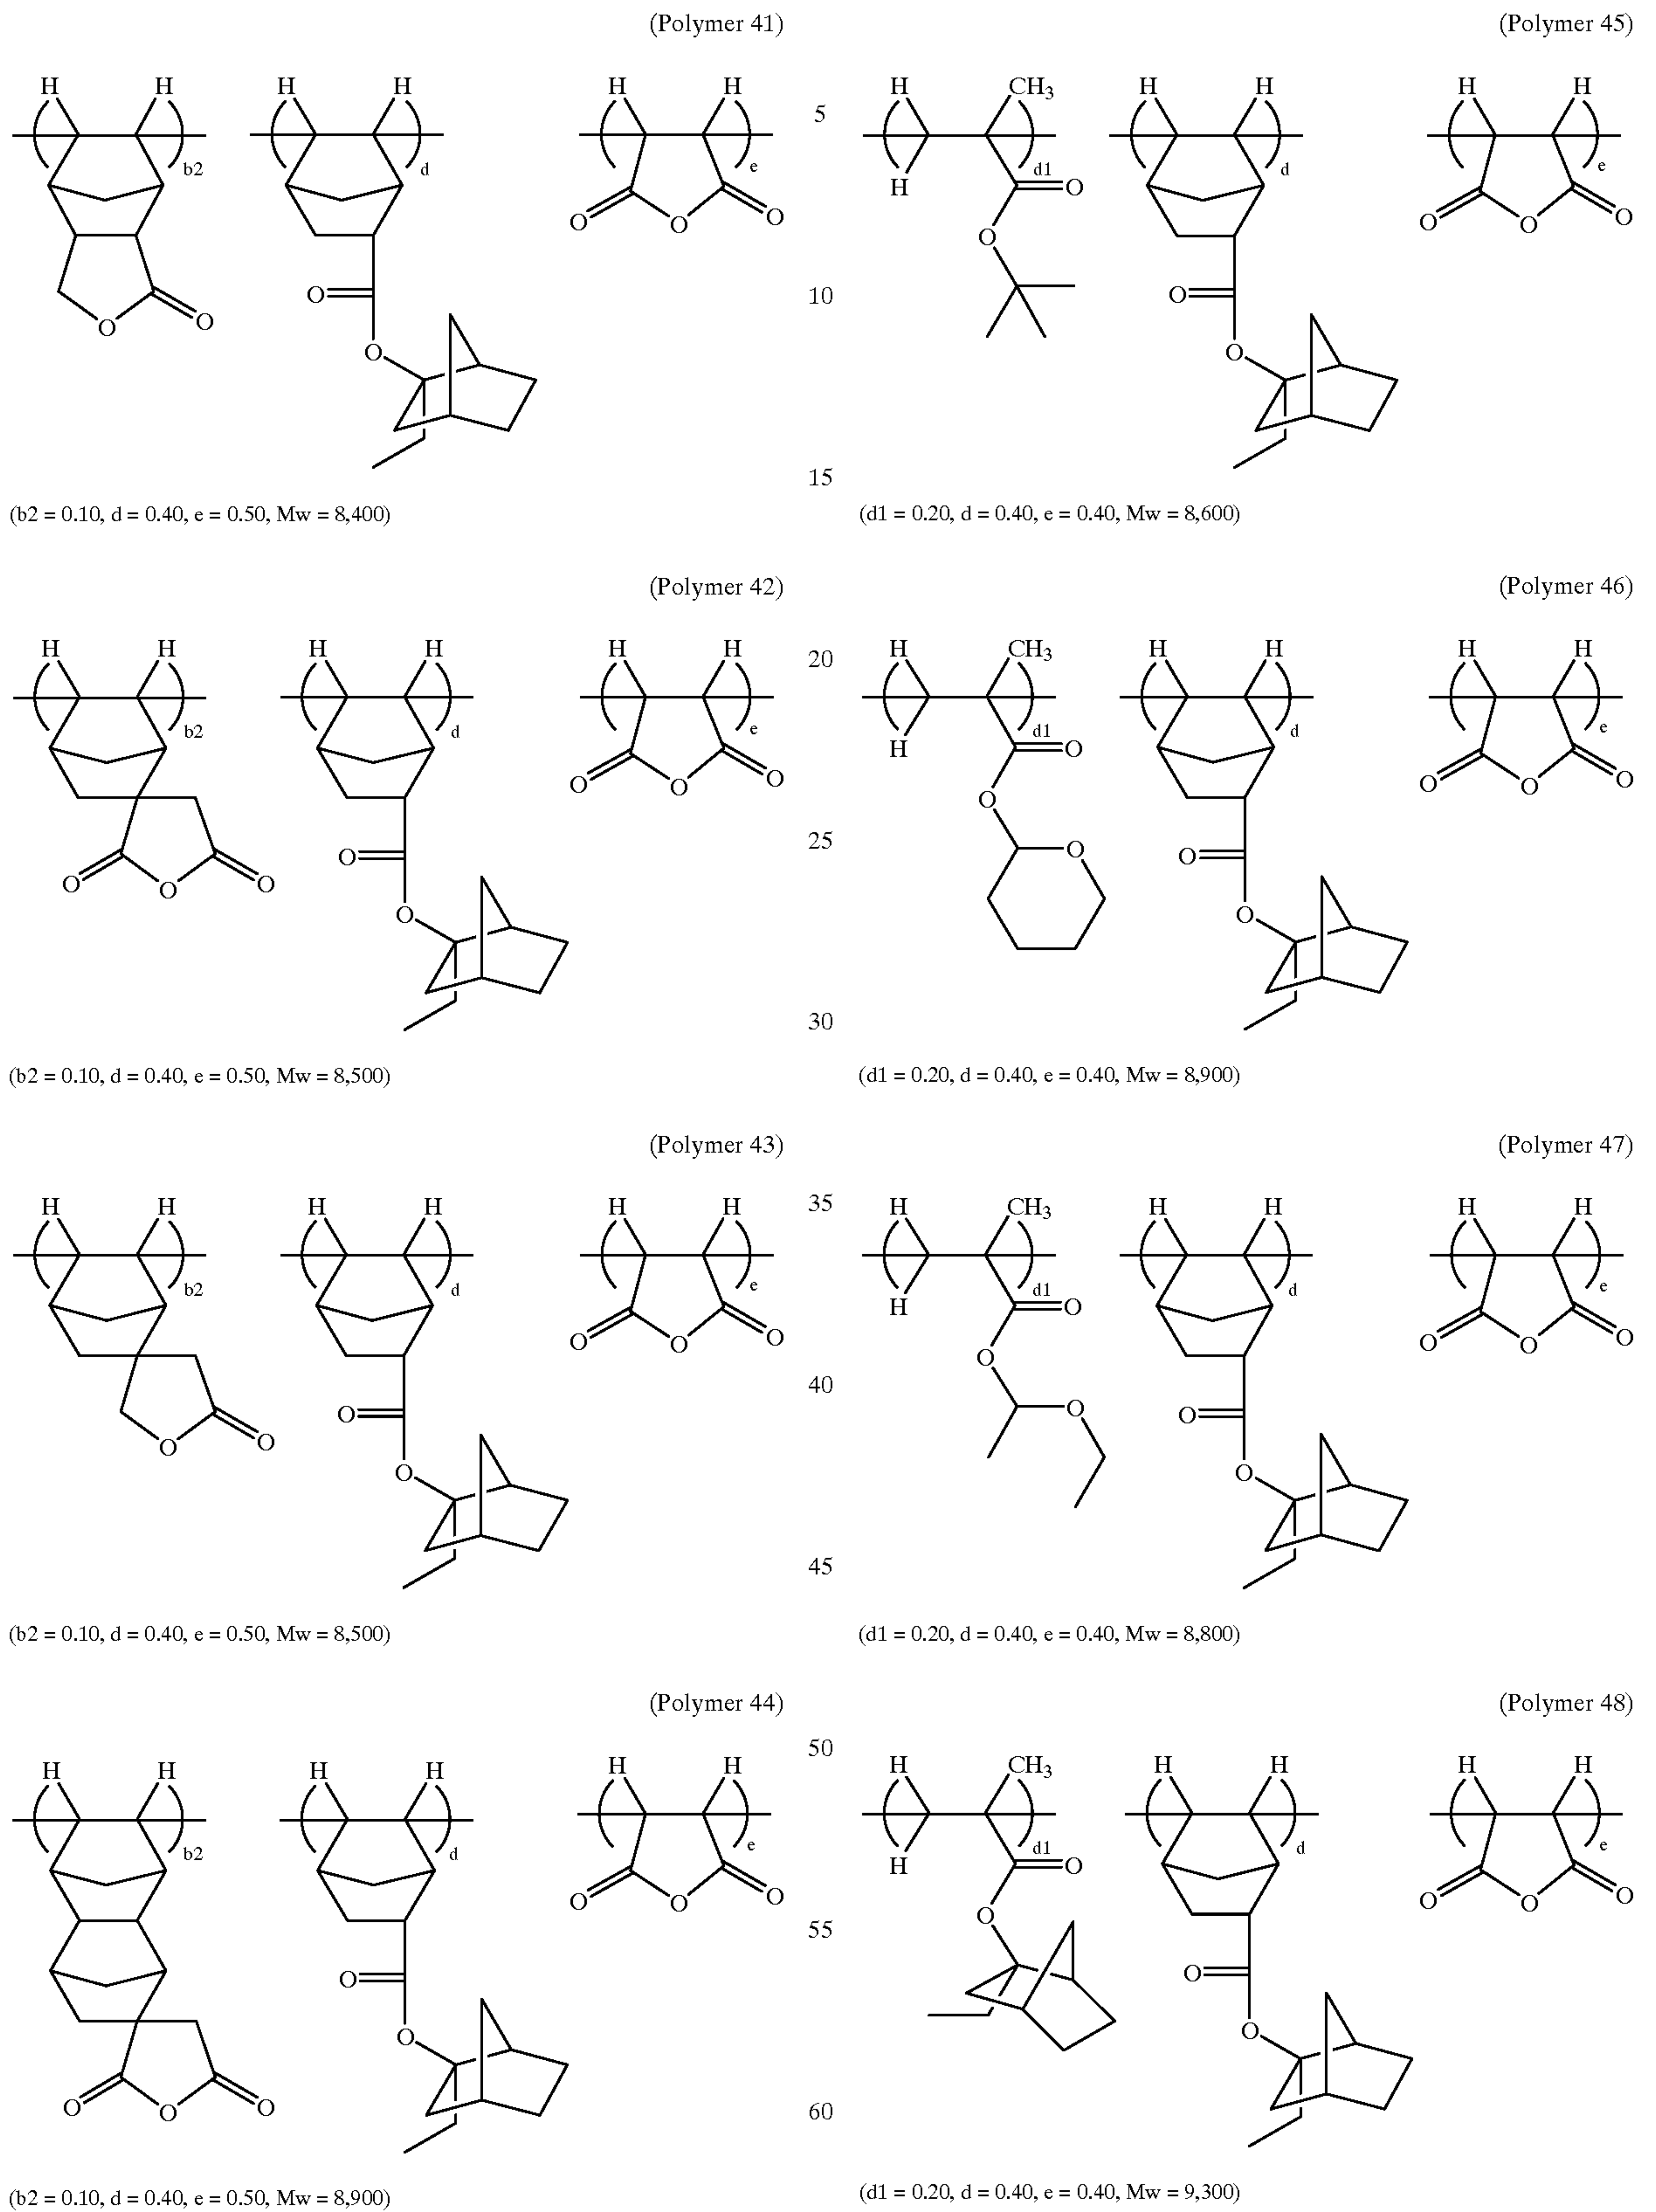 (Polymer 41)
H H H H H H
b2 d e
O O O
O
O O
O
(b2 = 0.10, d = 0.40, e = 0.50, Mw = 8,400)
(Polymer 42)
H H H H H H
b2 d e
O O O
O
O O O
O
(b2 = 0.10, d = 0.40, e = 0.50, Mw = 8,500)
(Polymer 43)
H H H H H H
b2 d e
O O O
O
O O
O
(b2 = 0.10, d = 0.40, e = 0.50, Mw = 8,500)
(Polymer 44)
H H H H H H
b2 d e
O O O
O
O
O O O
(b2 = 0.10, d = 0.40, e = 0.50, Mw = 8,900)
5
10
15
20
25
30
35
40
45
50
55
60
(Polymer 45)
H CH3 H H H H
d1 d e
H O
O O O
O
O
O
(d1 = 0.20, d = 0.40, e = 0.40, Mw = 8,600)
(Polymer 46)
H CH3 H H H H
d1 d e
H O
O O O
O
O O
O
(d1 = 0.20, d = 0.40, e = 0.40, Mw = 8,900)
(Polymer 47)
H CH3 H H H H
d1 d e
H O
O O O
O
O O
O
(d1 = 0.20, d = 0.40, e = 0.40, Mw = 8,800)
(Polymer 48)
H CH3 H H H H
d1 d e
H O
O O O
O
O
O
(d1 = 0.20, d = 0.40, e = 0.40, Mw = 9,300)